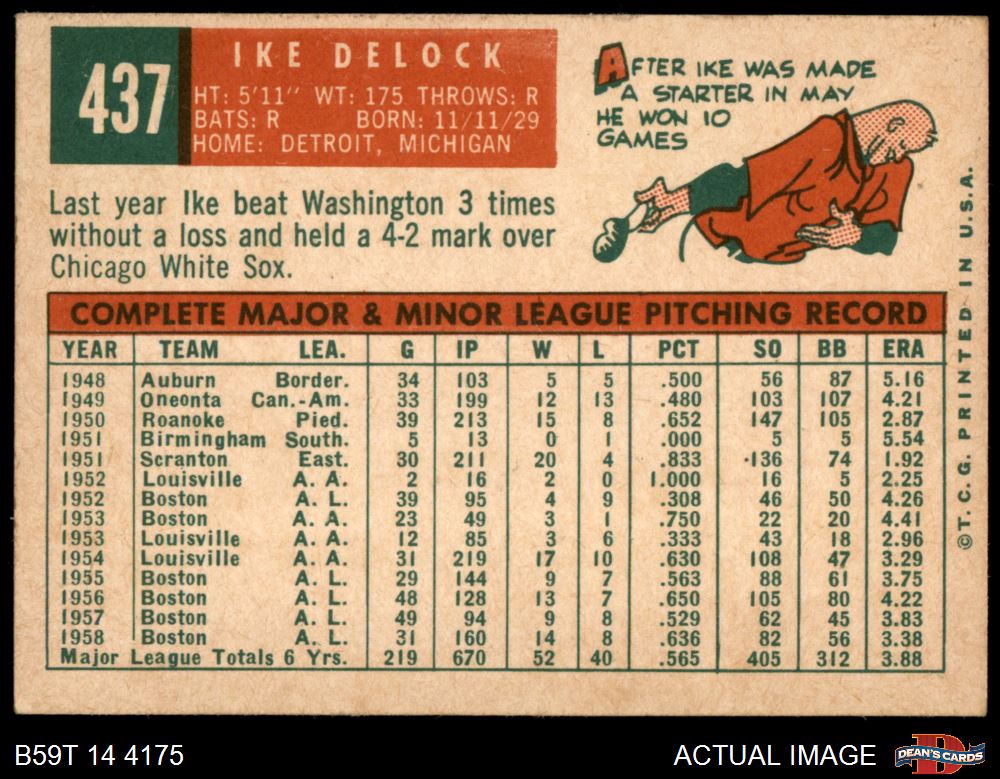 437
IKE DELOCK
HT: 5'11" WT: 175 THROWS: R
BATS: R BORN: 11/11/29
HOME: DETROIT, MICHIGAN
AFTER IKE WAS MADE
A STARTER IN MAY
HE WON 10
GAMES
Last year Ike beat Washington 3 times
without a loss and held a 4-2 mark over
Chicago White Sox.
COMPLETE MAJOR & MINOR LEAGUE PITCHING RECORD
YEAR TEAM LEA. G IP W L PCT SO BB ERA
1948 Auburn Border. 34 103 5 5 .500 56 87 5.16
1949 Oneonta Can.-Am. 33 199 12 13 .480 103 107 4.21
1950 Roanoke Pied. 39 213 15 8 .652 147 105 2.87
1951 Birmingham South. 5 13 0 1 .000 5 5 5.54
1951 Scranton East. 30 211 20 4 .833 ·136 74 1.92
1952 Louisville A. A. 2 16 2 0 1.000 16 5 2.25
1952 Boston A. L. 39 95 4 9 .308 46 50 4.26
1953 Boston A. A. 23 49 3 1 .750 22 20 4.41
1953 Louisville A. A. 12 85 3 6 .333 43 18 2.96
1954 Louisville A. A. 31 219 17 10 .630 108 47 3.29
1955 Boston A. L. 29 144 9 7 .563 88 61 3.75
1956 Boston A. L. 48 128 13 7 .650 105 80 4.22
1957 Boston A. L. 49 94 9 8 .529 62 45 3.83
1958 Boston A. L. 31 160 14 8 .636 82 56 3.38
Major League Totals 6 Yrs. 219 670 52 40 .565 405 312 3.88
©T. C. G. PRINTED IN U.S.A.
B59T 14 4175
ACTUAL IMAGE
DEAN'S CARDS